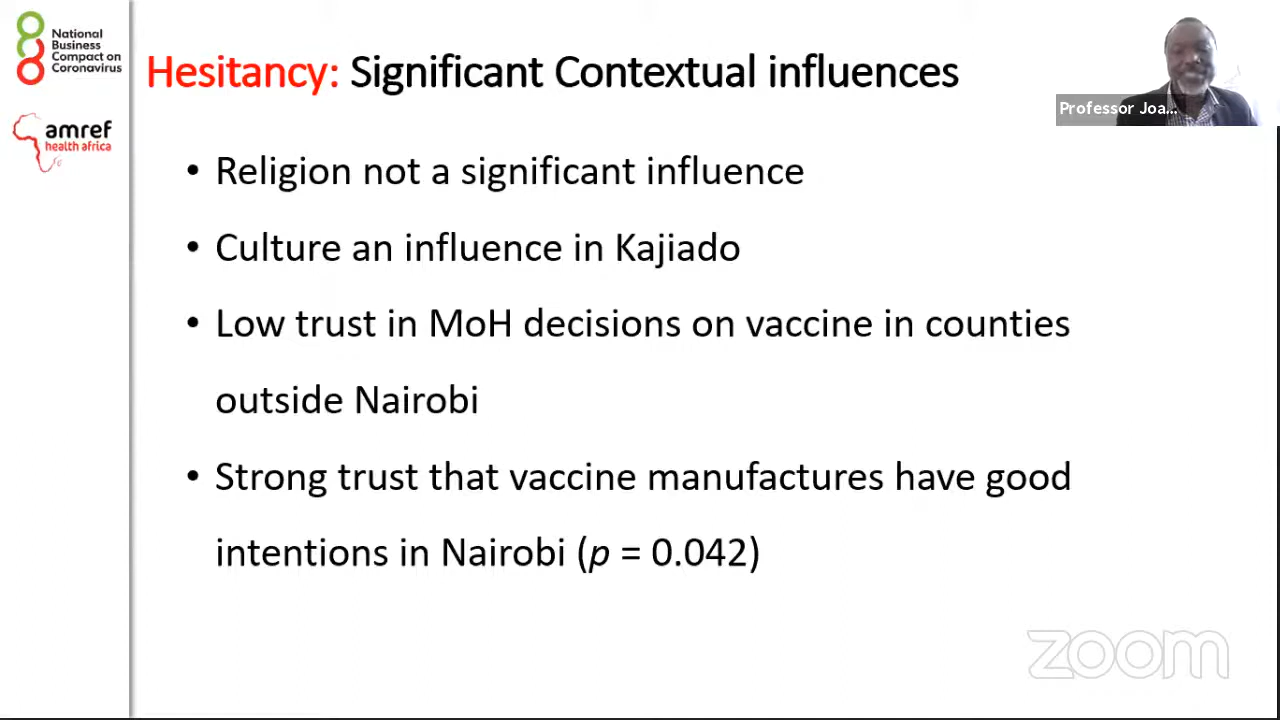 National
Business
Compact on
Coronavirus
amref
health africa
Hesitancy: Significant Contextual influences
Professor Joa...
• Religion not a significant influence
• Culture an influence in Kajiado
• Low trust in MoH decisions on vaccine in counties
outside Nairobi
• Strong trust that vaccine manufactures have good
intentions in Nairobi (p = 0.042)
zoom